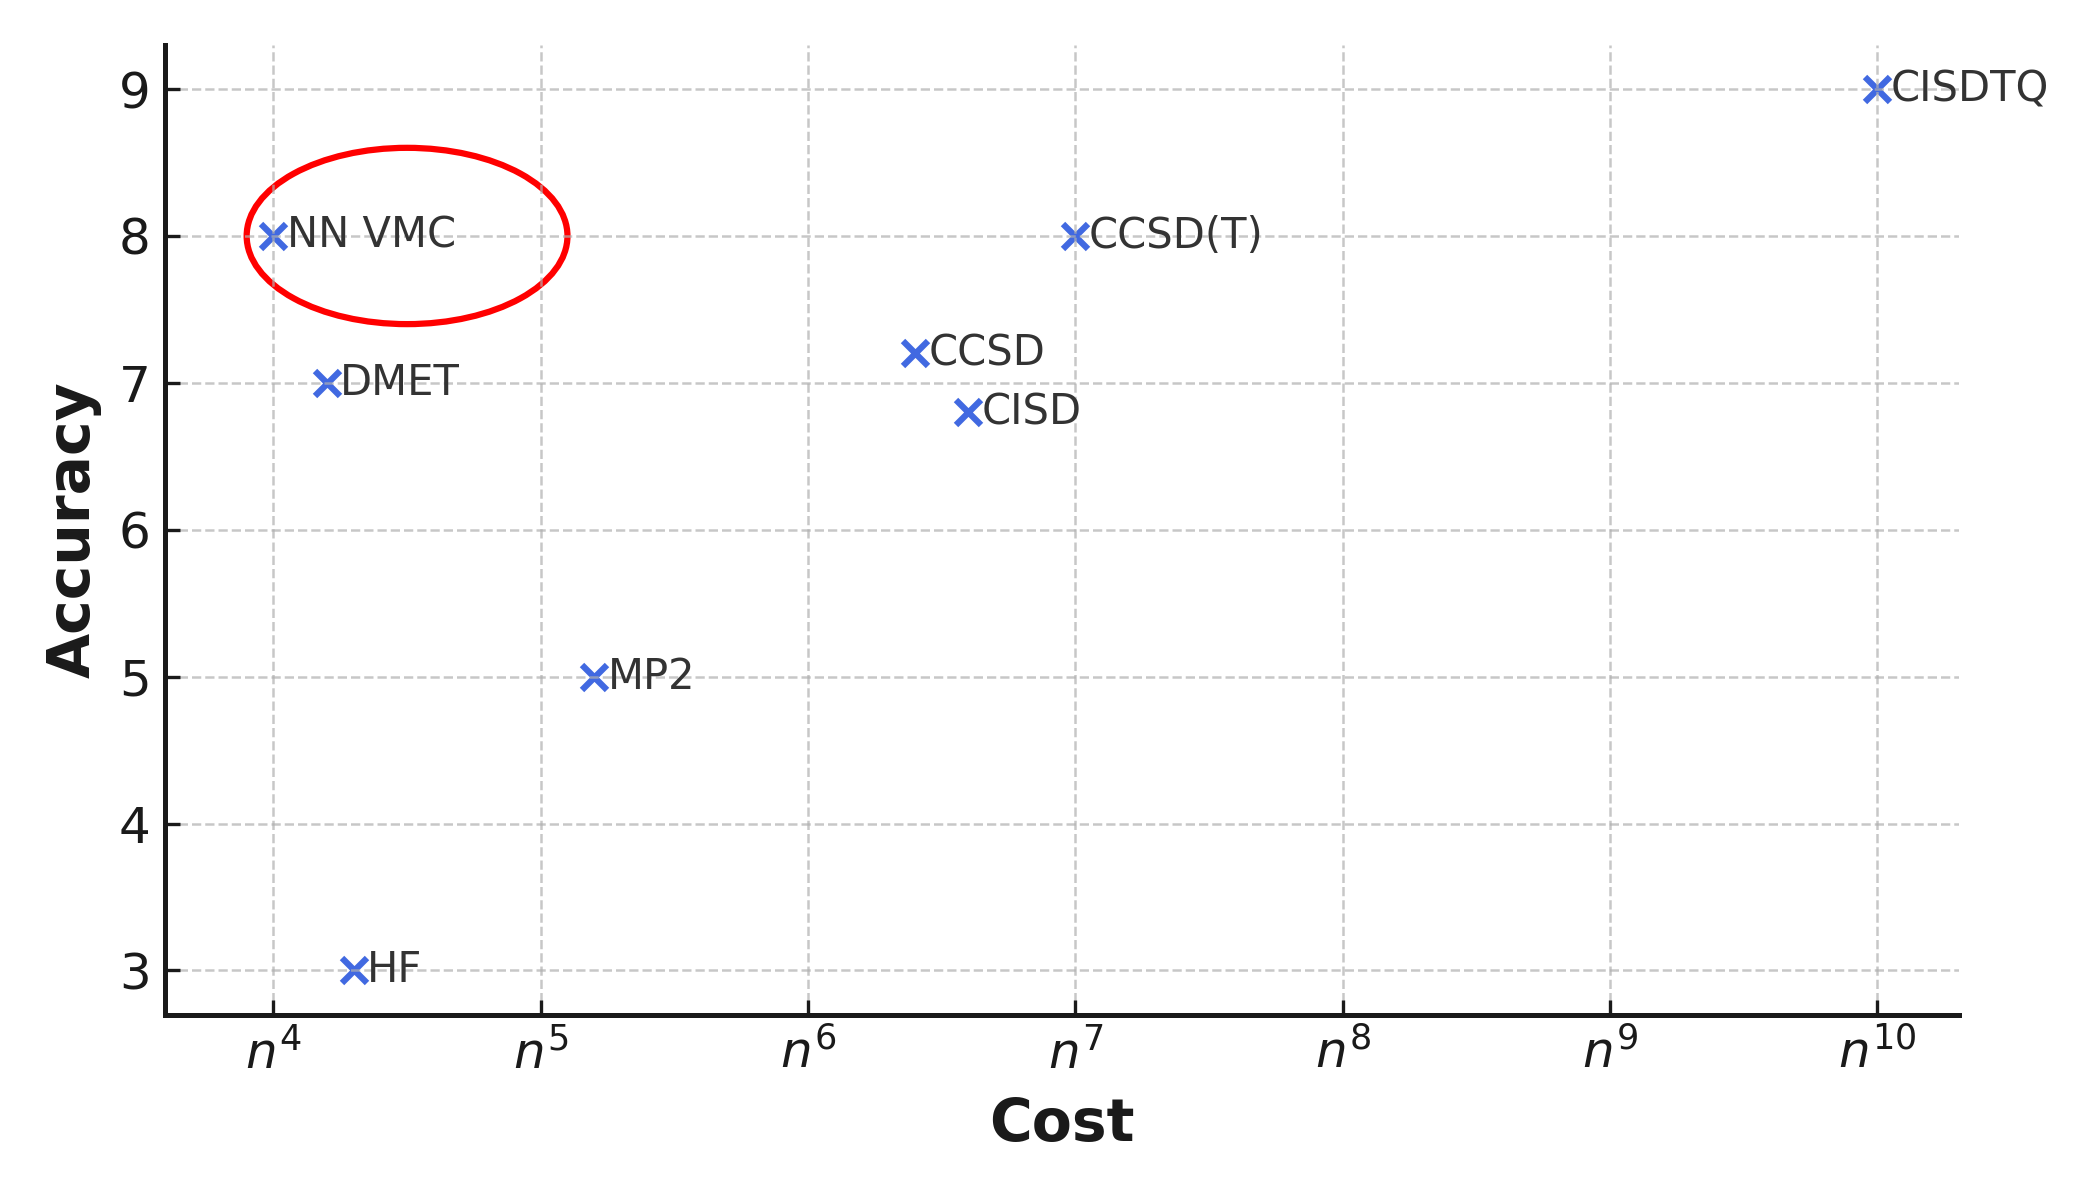 9
CISDTQ
8
NN VMC
CCSD(T)
CCSD
7
DMET
CISD
6
5
MP2
4
3
HF
Accuracy
n⁴
n⁵
n⁶
n⁷
n⁸
n⁹
n¹⁰
Cost